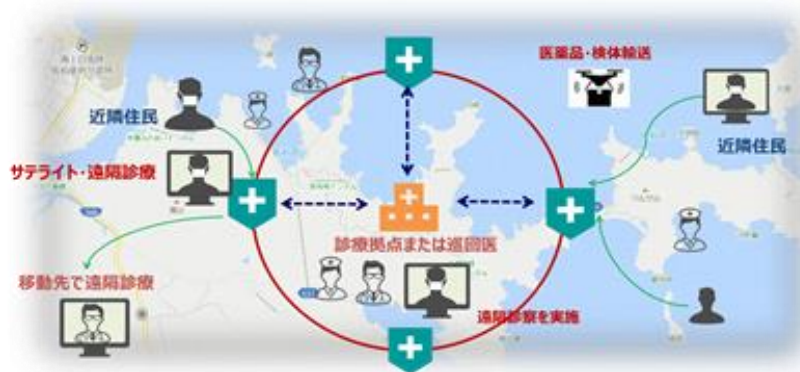 医薬品・検体輸送
近隣住民
近隣住民
サテライト・遠隔診療
診療拠点または巡回医
移動先で遠隔診療
遠隔診察を実施